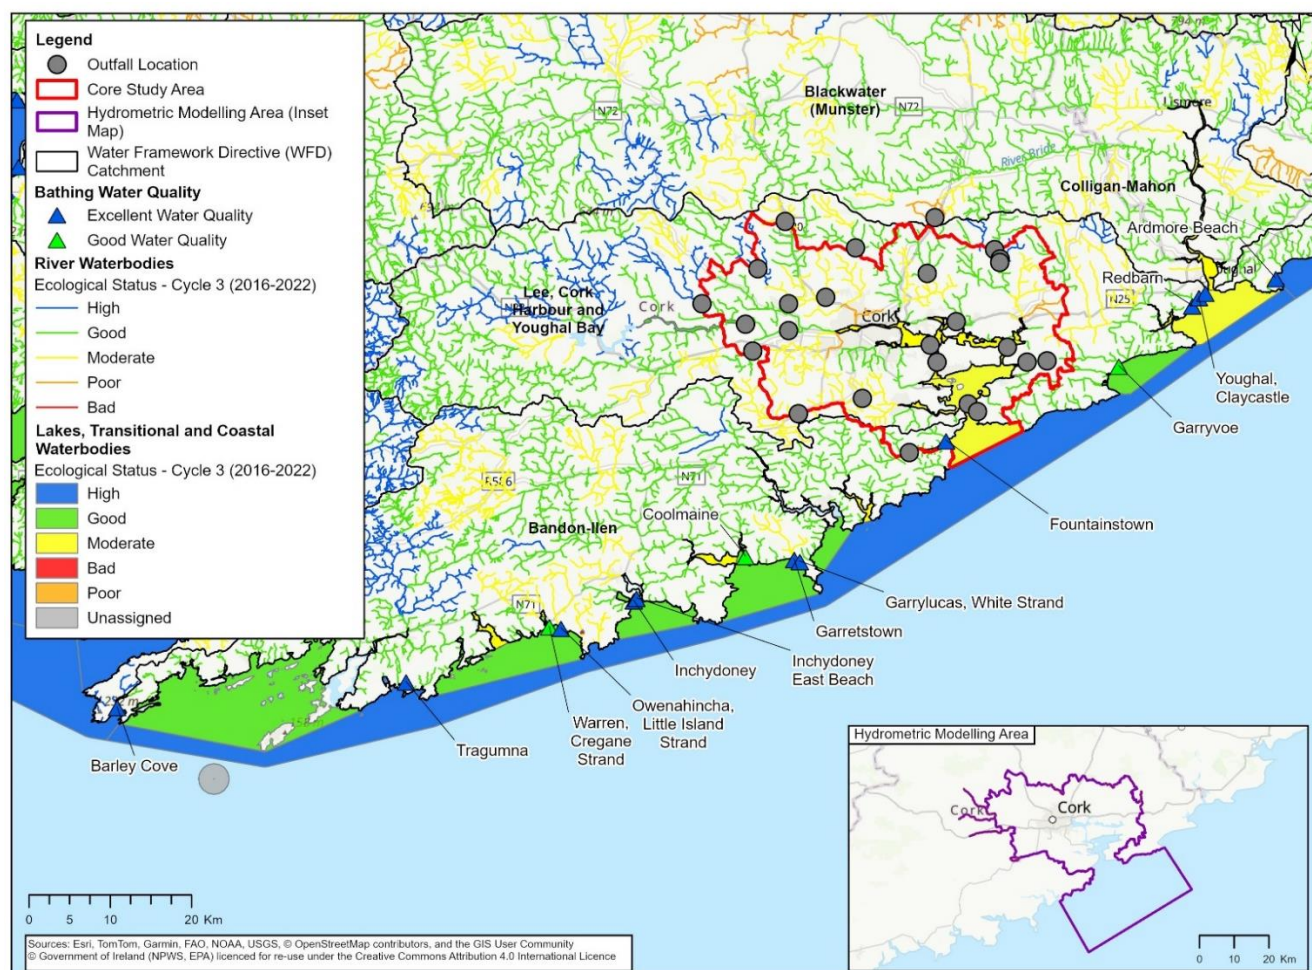 Legend
Outfall Location
Core Study Area
Hydrometric Modelling Area (Inset
Map)
Water Framework Directive (WFD)
Catchment
Bathing Water Quality
Excellent Water Quality
Good Water Quality
River Waterbodies
Ecological Status - Cycle 3 (2016-2022)
High
Good
Moderate
Poor
Bad
Lakes, Transitional and Coastal
Waterbodies
Ecological Status - Cycle 3 (2016-2022)
High
Good
Moderate
Bad
Poor
Unassigned
Blackwater
(Munster)
N72
N72
Lismore
River Bride
Colligan-Mahon
Ardmore Beach
Redbarn
N25
Lee, Cork
Harbour and
Youghal Bay
Cork
Cork
Youghal,
Claycastle
Garryvoe
Fountainstown
N71
Coolmaine
Bandon-Ilen
Garrylucas, White Strand
Garretstown
N71
Inchydoney
East Beach
Inchydoney
Owenahincha,
Little Island
Strand
Warren,
Cregane
Strand
Tragumna
Barley Cove
Hydrometric Modelling Area
Cork
Cork
0 10 20 Km
0 5 10 20 Km
Sources: Esri, TomTom, Garmin, FAO, NOAA, USGS, © OpenStreetMap contributors, and the GIS User Community
© Government of Ireland (NPWS, EPA) licenced for re-use under the Creative Commons Attribution 4.0 International Licence